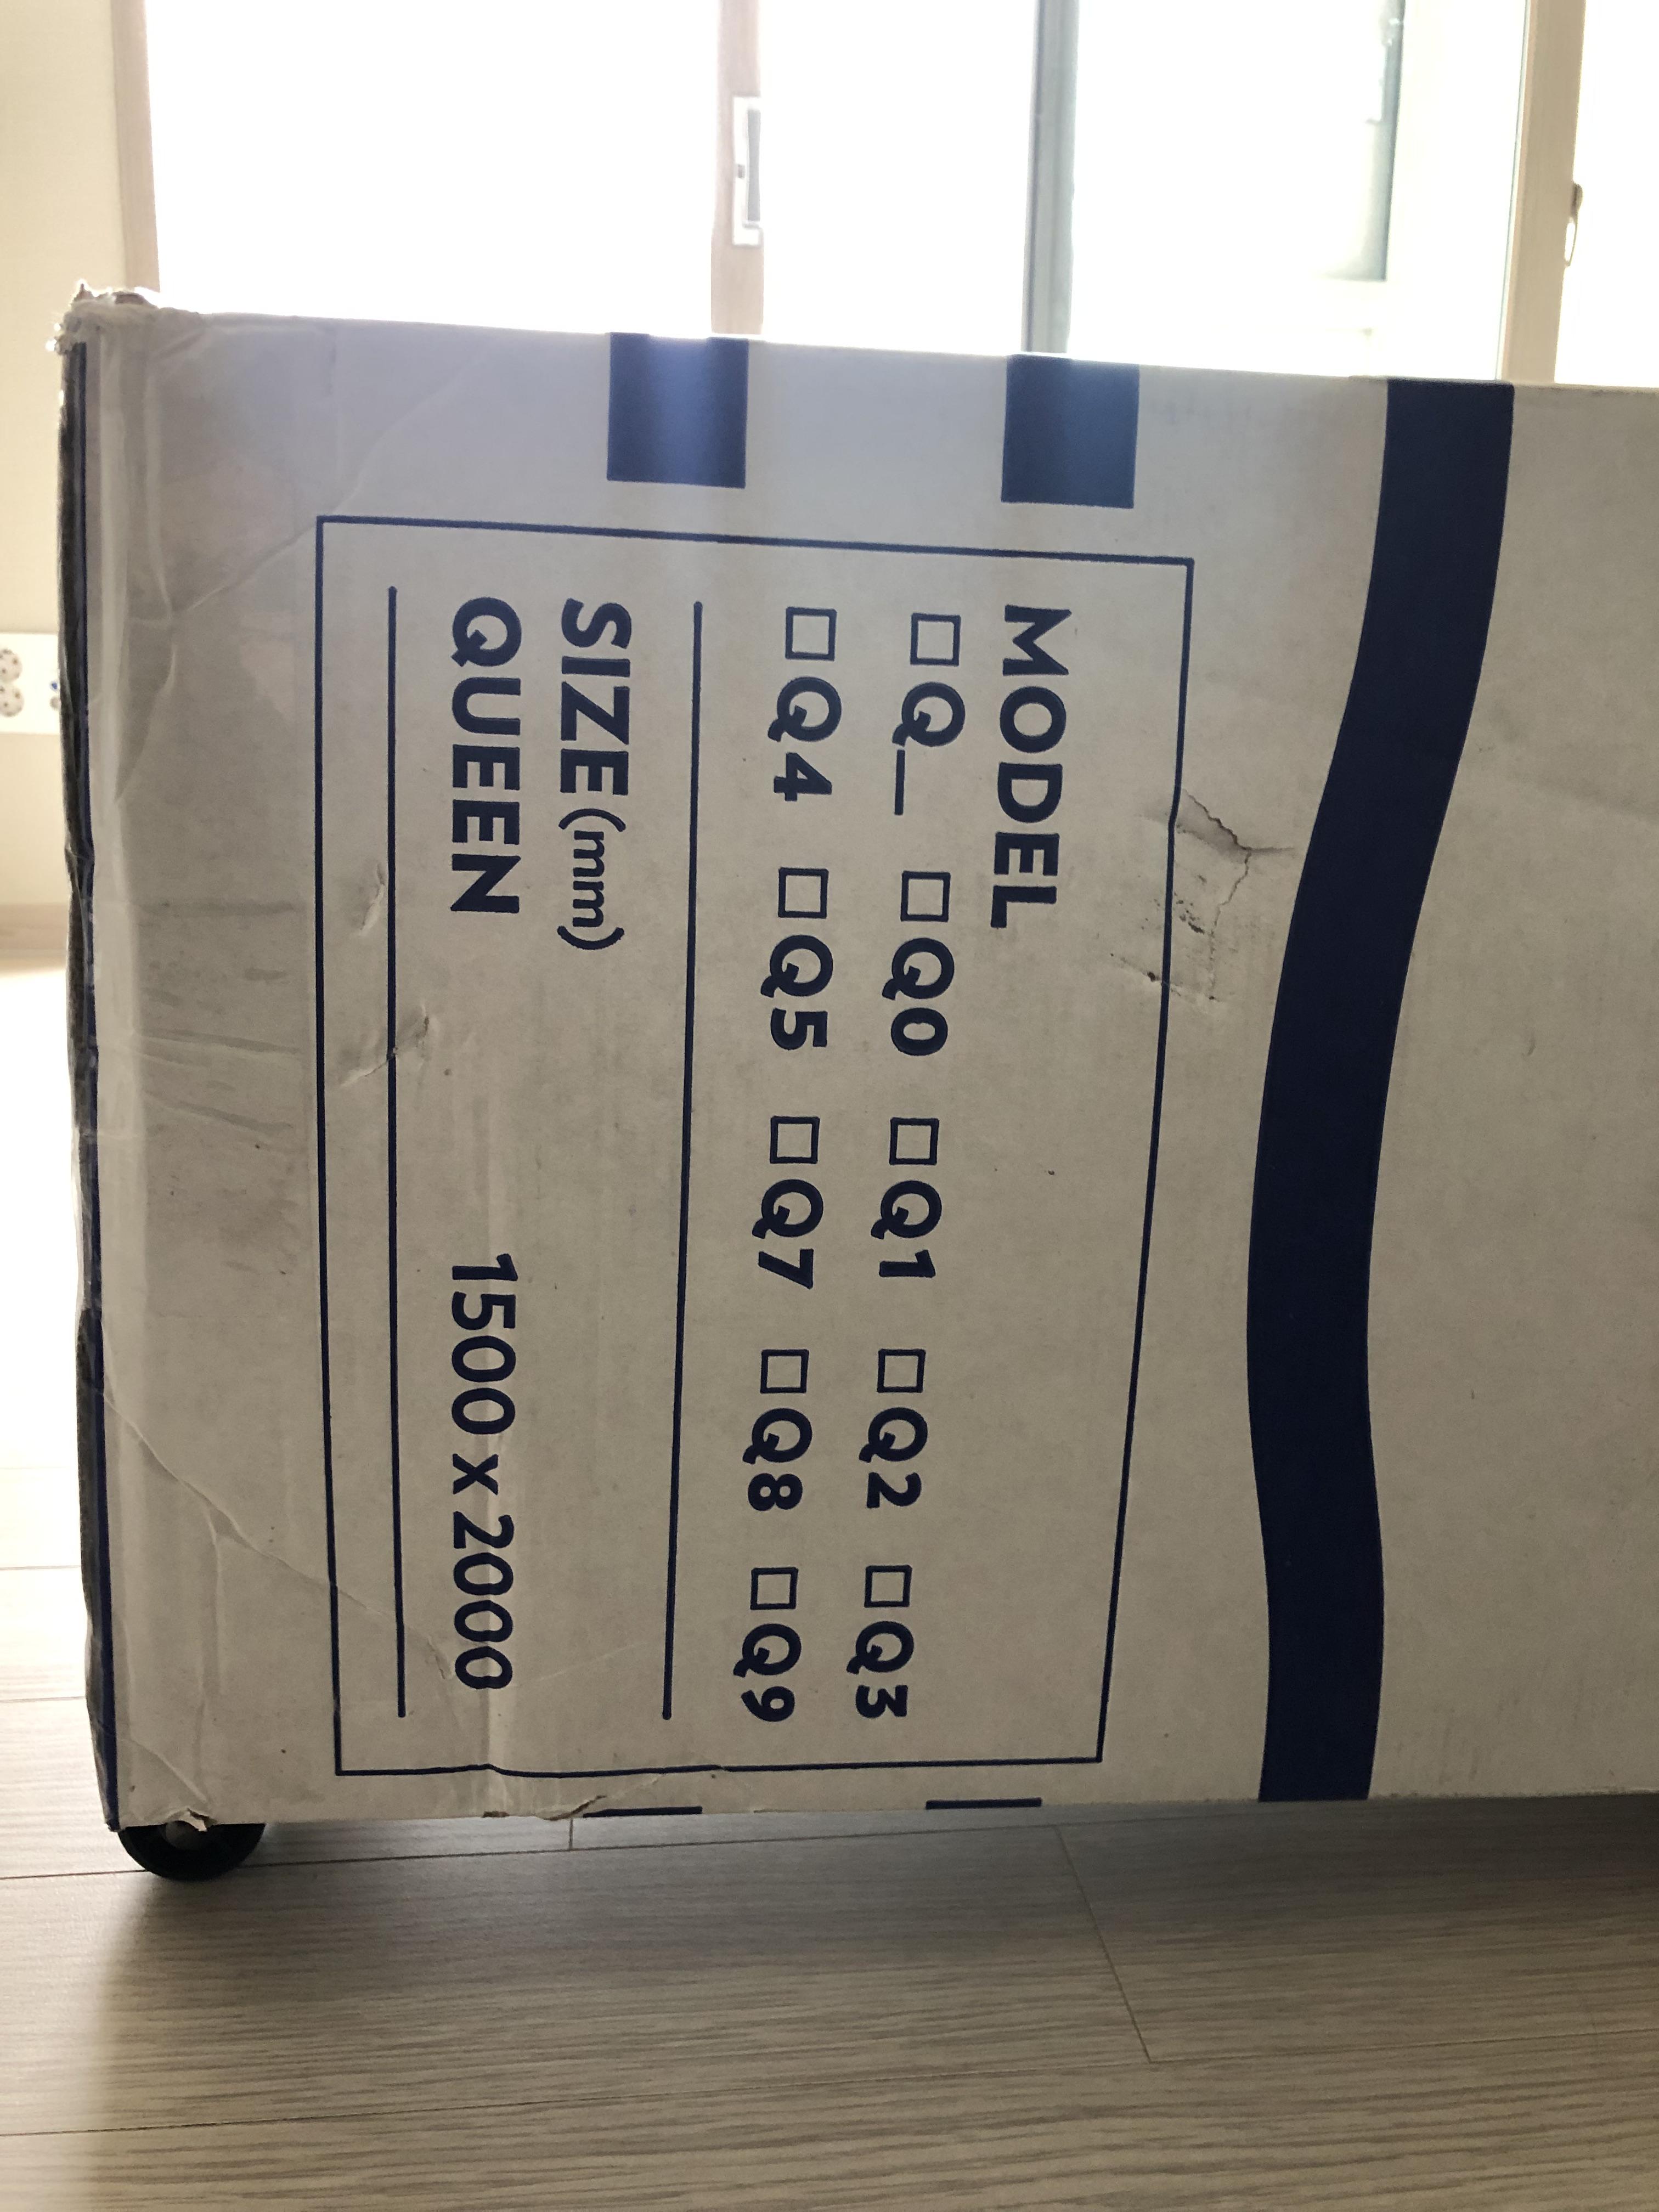 MODEL
□Q_ □Q0 □Q1 □Q2 □Q3
□Q4 □Q5 □Q7 □Q8 □Q9
SIZE(mm)
QUEEN 1500 x 2000